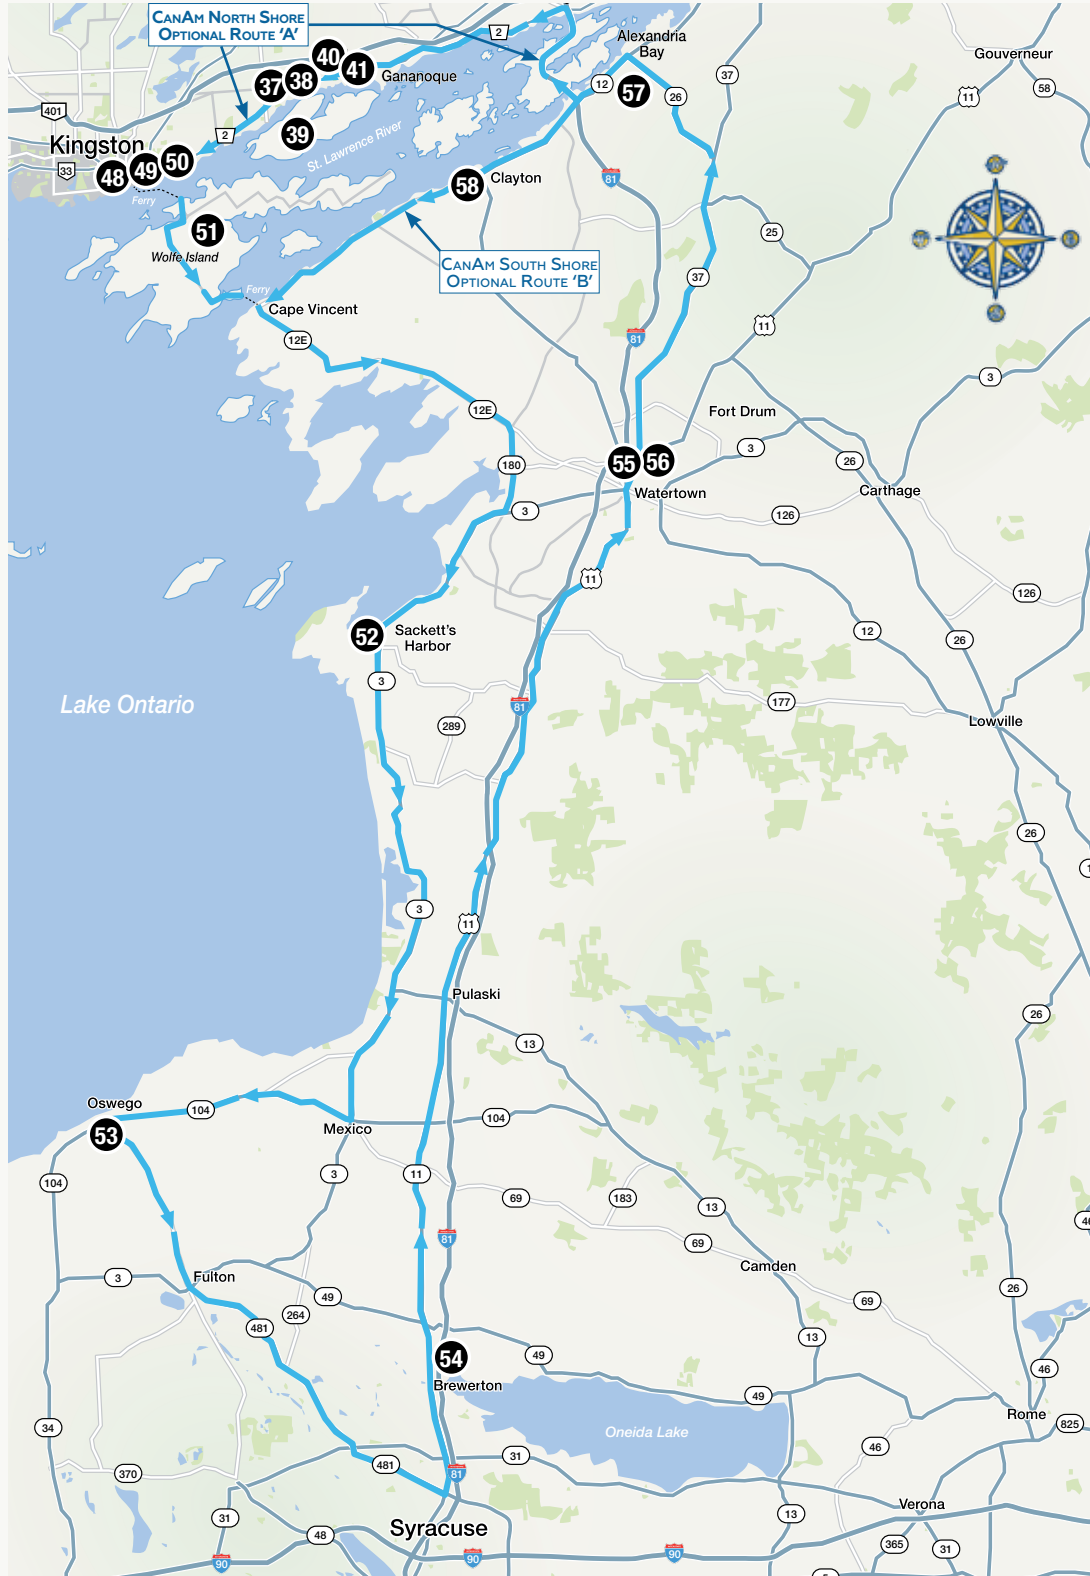 CanAm North Shore
Optional Route 'A'
2
Alexandria
Bay
Gouverneur
40
41
Gananoque
37
38
12
57
26
37
11
58
401
2
39
St. Lawrence River
Kingston
33
48
49
50
Ferry
58
Clayton
81
51
Wolfe Island
25
CanAm South Shore
Optional Route 'B'
37
Ferry
Cape Vincent
12E
81
11
3
12E
Fort Drum
3
180
55
56
26
Watertown
Carthage
3
126
11
126
52
Sackett's
Harbor
12
26
3
Lake Ontario
81
177
289
Lowville
26
3
11
Pulaski
26
13
Oswego
104
104
53
Mexico
104
3
11
69
183
13
81
69
3
Fulton
Camden
49
264
69
26
481
13
54
49
46
Brewerton
49
34
Oneida Lake
Rome
825
46
31
481
81
370
Verona
31
13
Syracuse
48
365
31
90
90
90